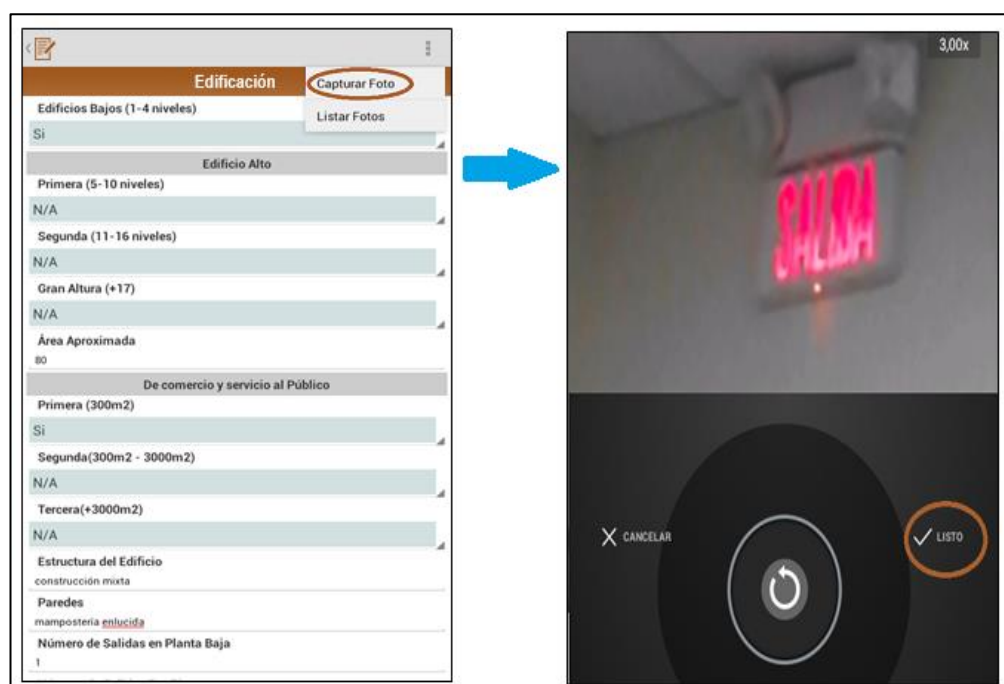 Edificación
Capturar Foto
Listar Fotos
Edificios Bajos (1-4 niveles)
Si
Edificio Alto
Primera (5-10 niveles)
N/A
Segunda (11-16 niveles)
N/A
Gran Altura (+17)
N/A
Área Aproximada
80
De comercio y servicio al Público
Primera (300m2)
Si
Segunda(300m2 - 3000m2)
N/A
Tercera(+3000m2)
N/A
Estructura del Edificio
construcción mixta
Paredes
mampostería enlucida
Número de Salidas en Planta Baja
1
3,00x
SALIDA
CANCELAR
LISTO